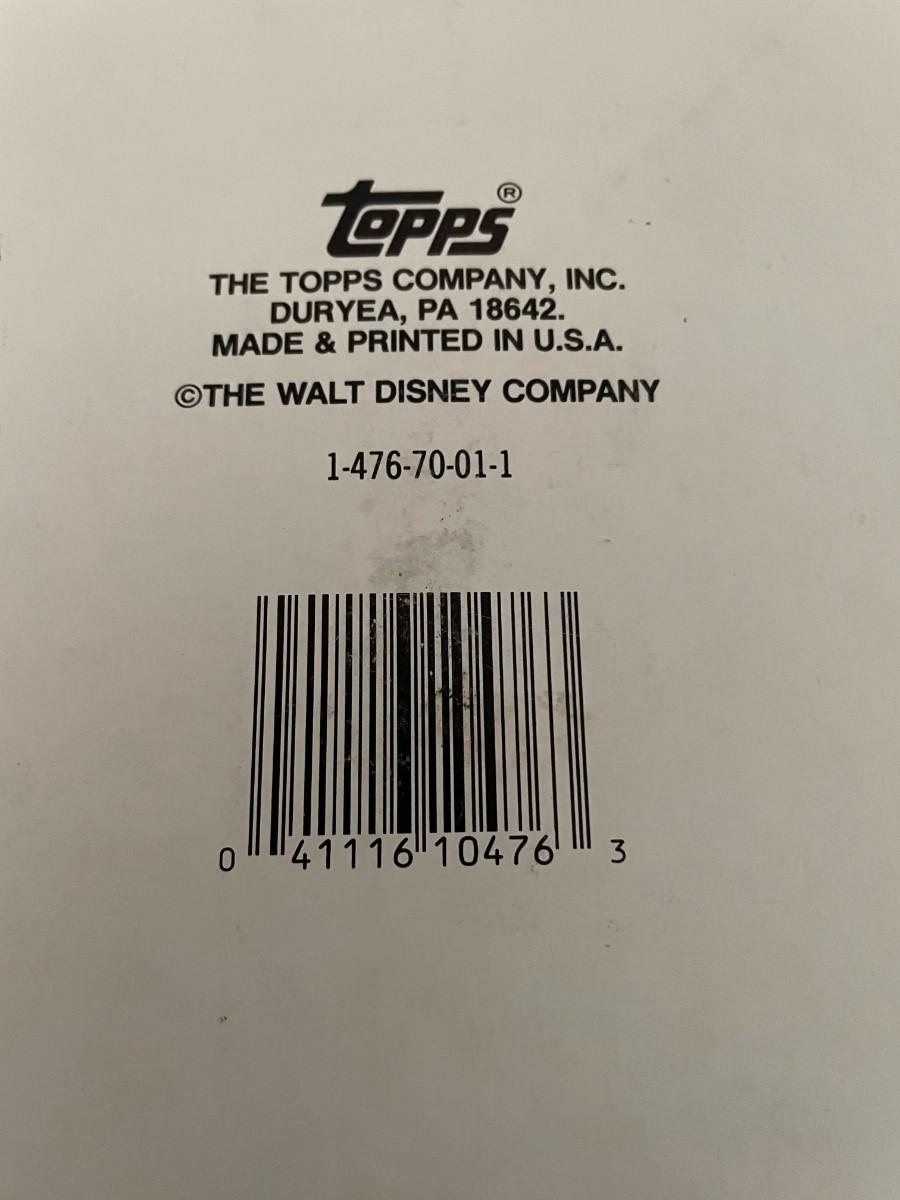 topps®
THE TOPPS COMPANY, INC.
DURYEA, PA 18642.
MADE & PRINTED IN U.S.A.
©THE WALT DISNEY COMPANY
1-476-70-01-1
0 41116 10476 3